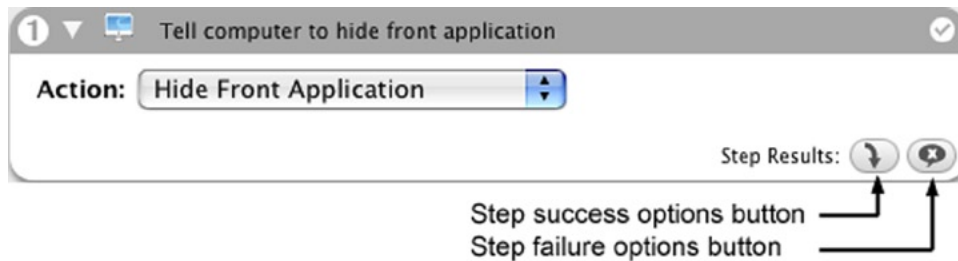 1 Tell computer to hide front application
Action: Hide Front Application
Step Results:
Step success options button
Step failure options button